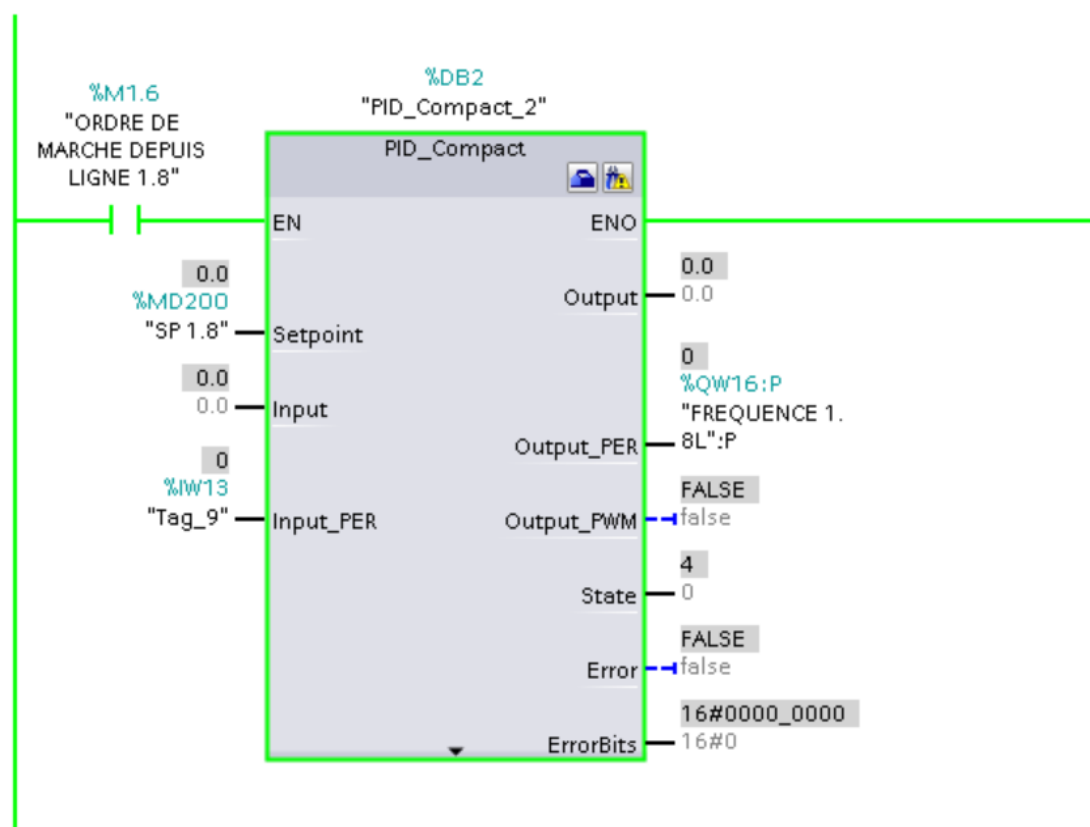 %DB2
"PID_Compact_2"
%M1.6
"ORDRE DE
MARCHE DEPUIS
LIGNE 1.8"
PID_Compact
EN
ENO
0.0
%MD200
"SP 1.8"
Setpoint
0.0
0.0
Output
0.0
0.0
Input
0
%QW16:P
"FREQUENCE 1.
8L":P
Output_PER
0
%IW13
"Tag_9"
Input_PER
FALSE
false
Output_PWM
4
0
State
FALSE
false
Error
16#0000_0000
16#0
ErrorBits